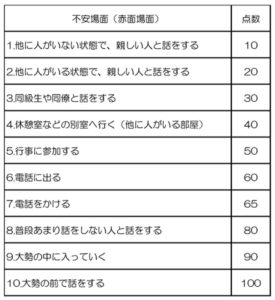 不安場面（赤面場面） 点数
1.他に人がいない状態で、親しい人と話をする 10
2.他に人がいる状態で、親しい人と話をする 20
3.同級生や同僚と話をする 30
4.休憩室などの別室へ行く（他に人がいる部屋） 40
5.行事に参加する 50
6.電話に出る 60
7.電話をかける 65
8.普段あまり話をしない人と話をする 80
9.大勢の中に入っていく 90
10.大勢の前で話をする 100